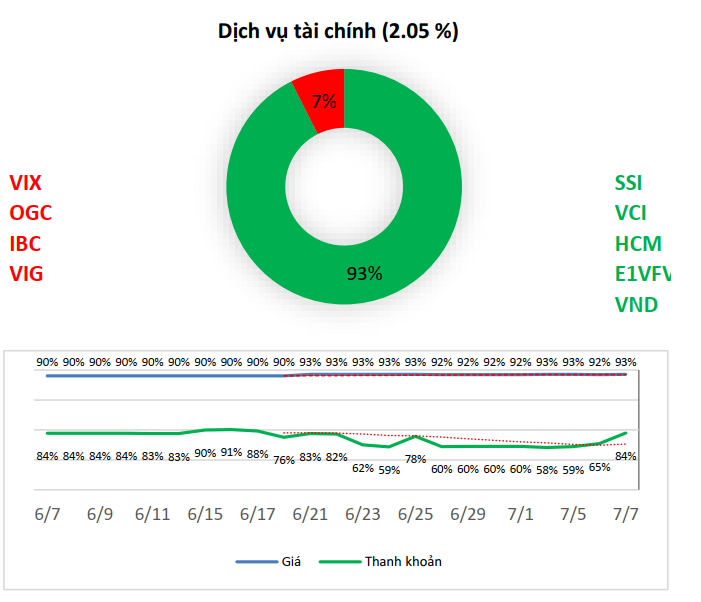 Dịch vụ tài chính (2.05 %)
7%
93%
VIX
OGC
IBC
VIG
SSI
VCI
HCM
E1VFV
VND
90% 90% 90% 90% 90% 90% 90% 90% 90% 90% 93% 93% 93% 93% 93% 92% 92% 92% 92% 93% 93% 92% 93%
84% 84% 84% 84% 83% 83% 90% 91% 88% 76% 83% 82% 62% 59% 78% 60% 60% 60% 60% 58% 59% 65% 84%
6/7 6/9 6/11 6/15 6/17 6/21 6/23 6/25 6/29 7/1 7/5 7/7
Giá Thanh khoản